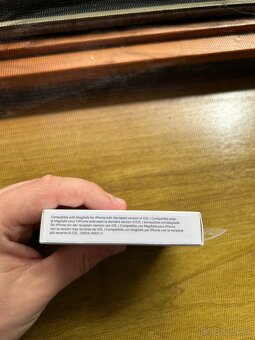 Compatible with MagSafe for iPhone with the latest version of iOS. / Compatible avec
le MagSafe pour l'iPhone exécutant la dernière version d'iOS. / Kompatibel mit MagSafe
für iPhone mit der neuesten Version von iOS. / Compatible con MagSafe para iPhone
con la versión más reciente de iOS. / Compatibile con MagSafe per iPhone con la versione
più recente di iOS.